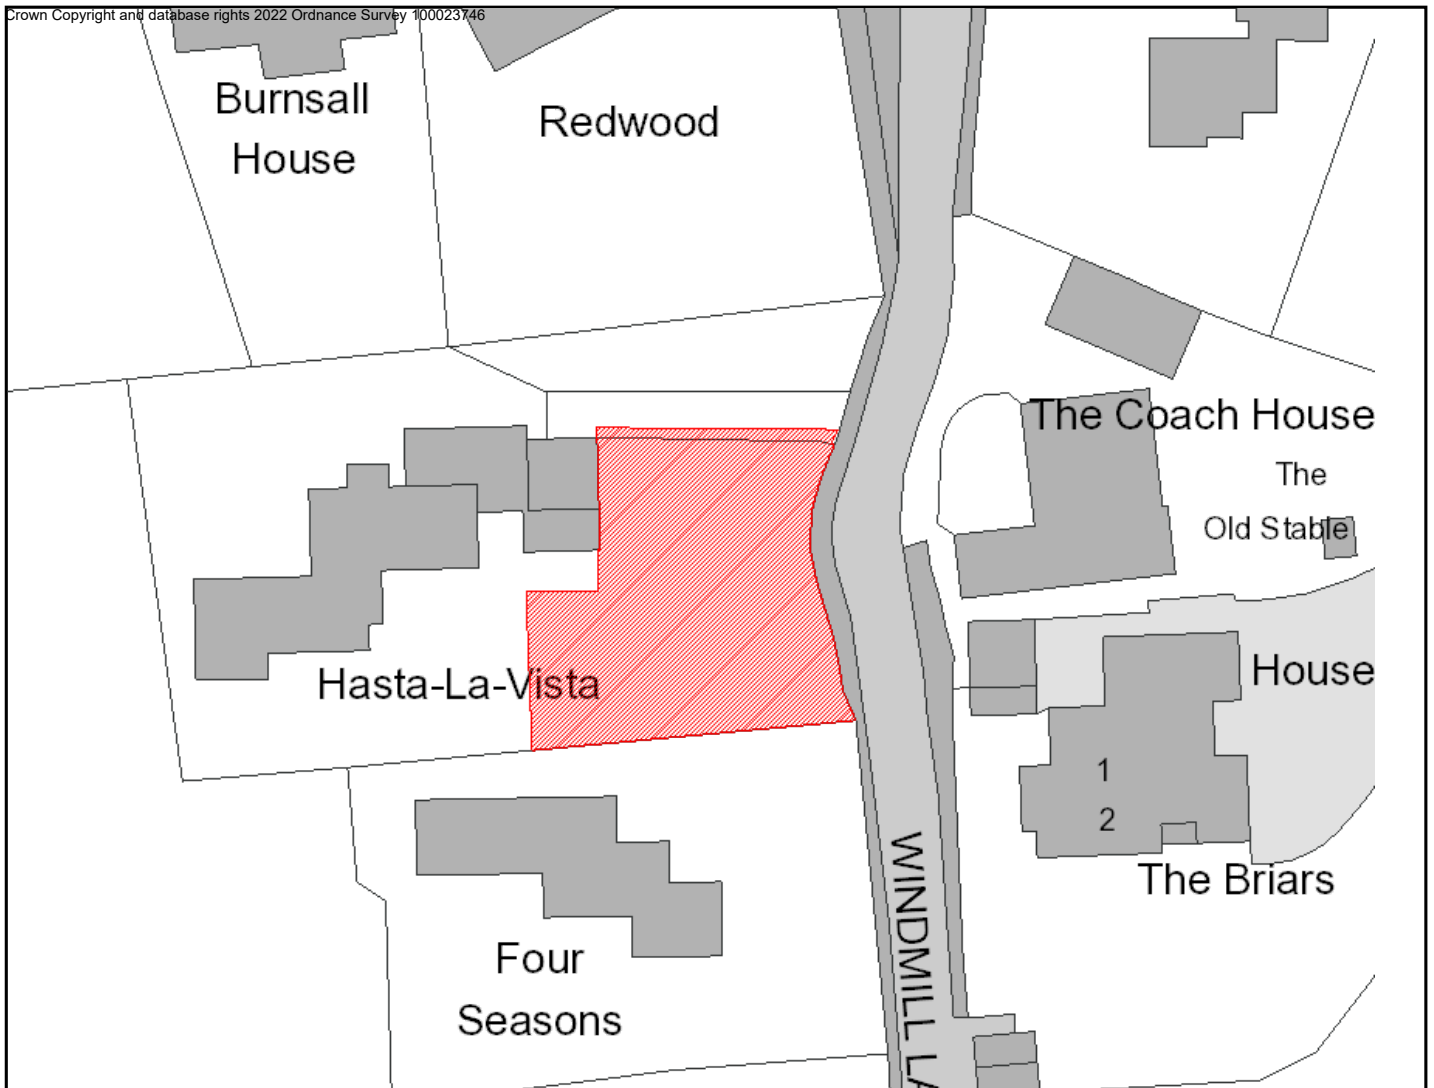 Crown Copyright and database rights 2022 Ordnance Survey 100023746
Burnsall
House
Redwood
The Coach House
The
Old Stable
Hasta-La-Vista
House
1
2
The Briars
Four
Seasons
WINDMILL LA